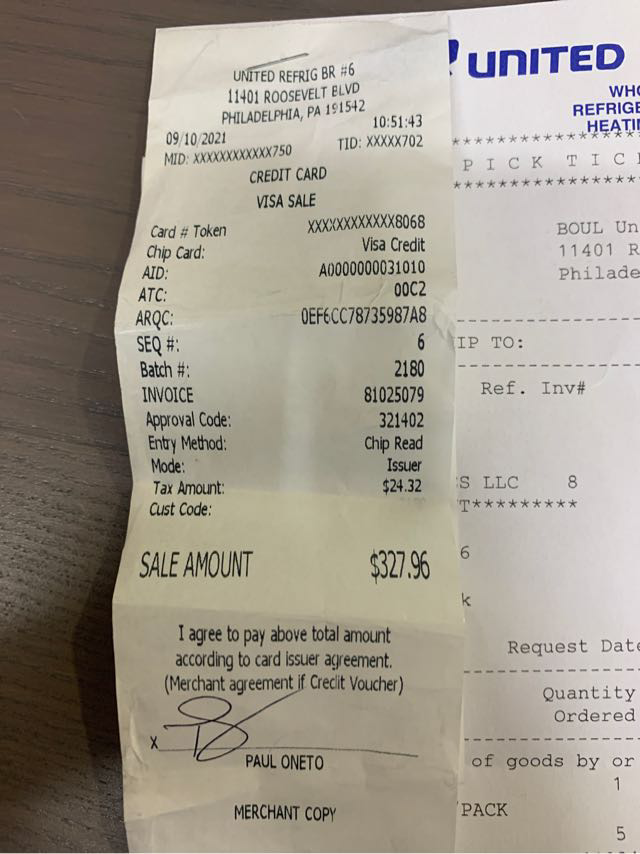 UNITED REFRIG BR #6
11401 ROOSEVELT BLVD
PHILADELPHIA, PA 191542
09/10/2021 10:51:43
MID: XXXXXXXXXXXX750 TID: XXXXX702
CREDIT CARD
VISA SALE
Card # Token XXXXXXXXXXXX8068
Chip Card: Visa Credit
AID: A0000000031010
ATC: 00C2
ARQC: 0EF6CC78735987A8
SEQ #: 6
Batch #: 2180
INVOICE 81025079
Approval Code: 321402
Entry Method: Chip Read
Mode: Issuer
Tax Amount: $24.32
Cust Code:
SALE AMOUNT $327.96
I agree to pay above total amount
according to card issuer agreement.
(Merchant agreement if Credit Voucher)
X
PAUL ONETO
MERCHANT COPY
UNITED
WHO
REFRIGE
HEATIN
*****************
PICK TIC
*****************
BOUL Un
11401 R
Philade
IP TO:
Ref. Inv#
S LLC 8
T*********
6
k
Request Date
Quantity
Ordered
of goods by or
1
PACK
5